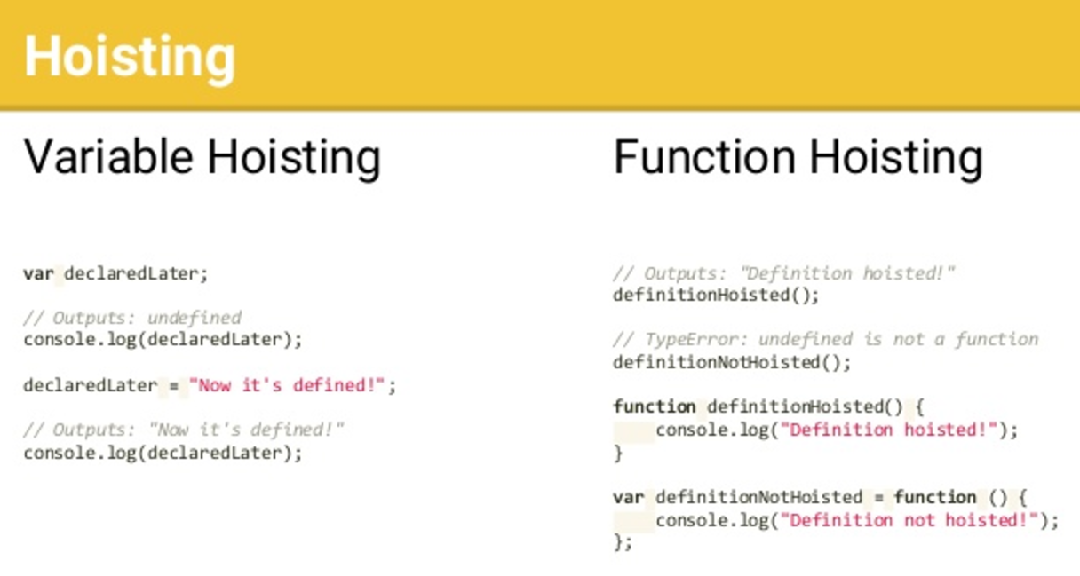 Hoisting
Variable Hoisting
var declaredLater;
// Outputs: undefined
console.log(declaredLater);
declaredLater = "Now it's defined!";
// Outputs: "Now it's defined!"
console.log(declaredLater);
Function Hoisting
// Outputs: "Definition hoisted!"
definitionHoisted();
// TypeError: undefined is not a function
definitionNotHoisted();
function definitionHoisted() {
    console.log("Definition hoisted!");
}
var definitionNotHoisted = function () {
    console.log("Definition not hoisted!");
};